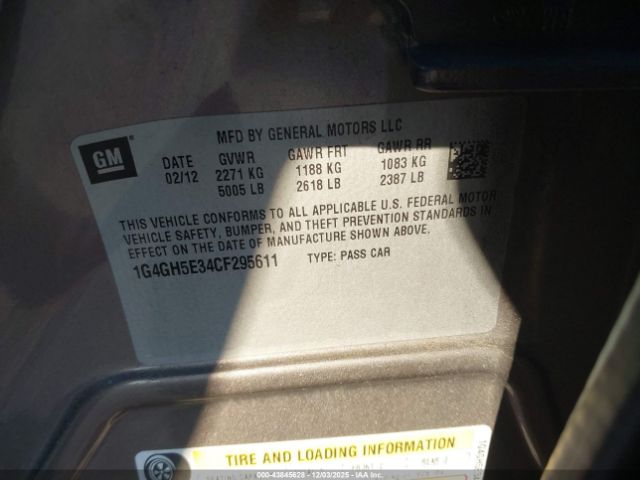 GM
MFD BY GENERAL MOTORS LLC
DATE GVWR GAWR FRT GAWR RR
02/12 2271 KG 1188 KG 1083 KG
5005 LB 2618 LB 2387 LB
THIS VEHICLE CONFORMS TO ALL APPLICABLE U.S. FEDERAL MOTOR
VEHICLE SAFETY, BUMPER, AND THEFT PREVENTION STANDARDS IN
EFFECT ON THE DATE OF MANUFACTURE SHOWN ABOVE.
1G4GH5E34CF295611 TYPE: PASS CAR
TIRE AND LOADING INFORMATION
000-43845628 - 12/03/2025 - IAA Inc.